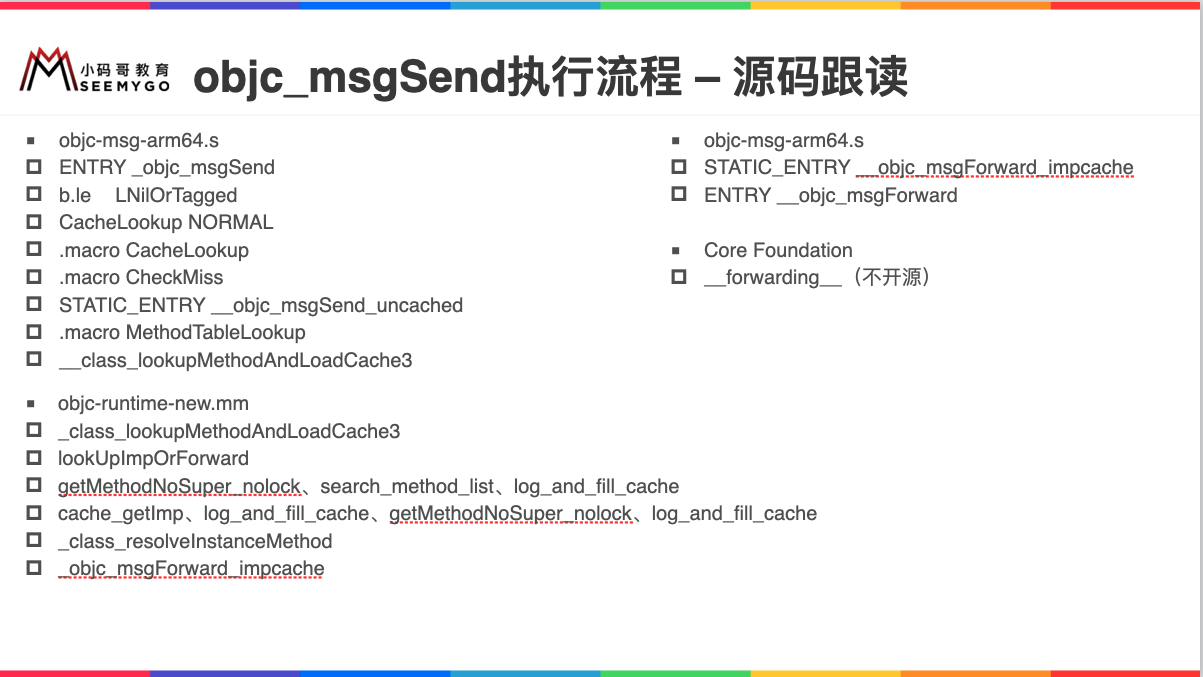 小码哥教育
SEEMYGO
objc_msgSend执行流程 – 源码跟读
objc-msg-arm64.s
ENTRY _objc_msgSend
b.le LNilOrTagged
CacheLookup NORMAL
.macro CacheLookup
.macro CheckMiss
STATIC_ENTRY __objc_msgSend_uncached
.macro MethodTableLookup
__class_lookupMethodAndLoadCache3
objc-runtime-new.mm
_class_lookupMethodAndLoadCache3
lookUpImpOrForward
getMethodNoSuper_nolock、search_method_list、log_and_fill_cache
cache_getImp、log_and_fill_cache、getMethodNoSuper_nolock、log_and_fill_cache
_class_resolveInstanceMethod
_objc_msgForward_impcache
objc-msg-arm64.s
STATIC_ENTRY __objc_msgForward_impcache
ENTRY __objc_msgForward
Core Foundation
__forwarding__（不开源）